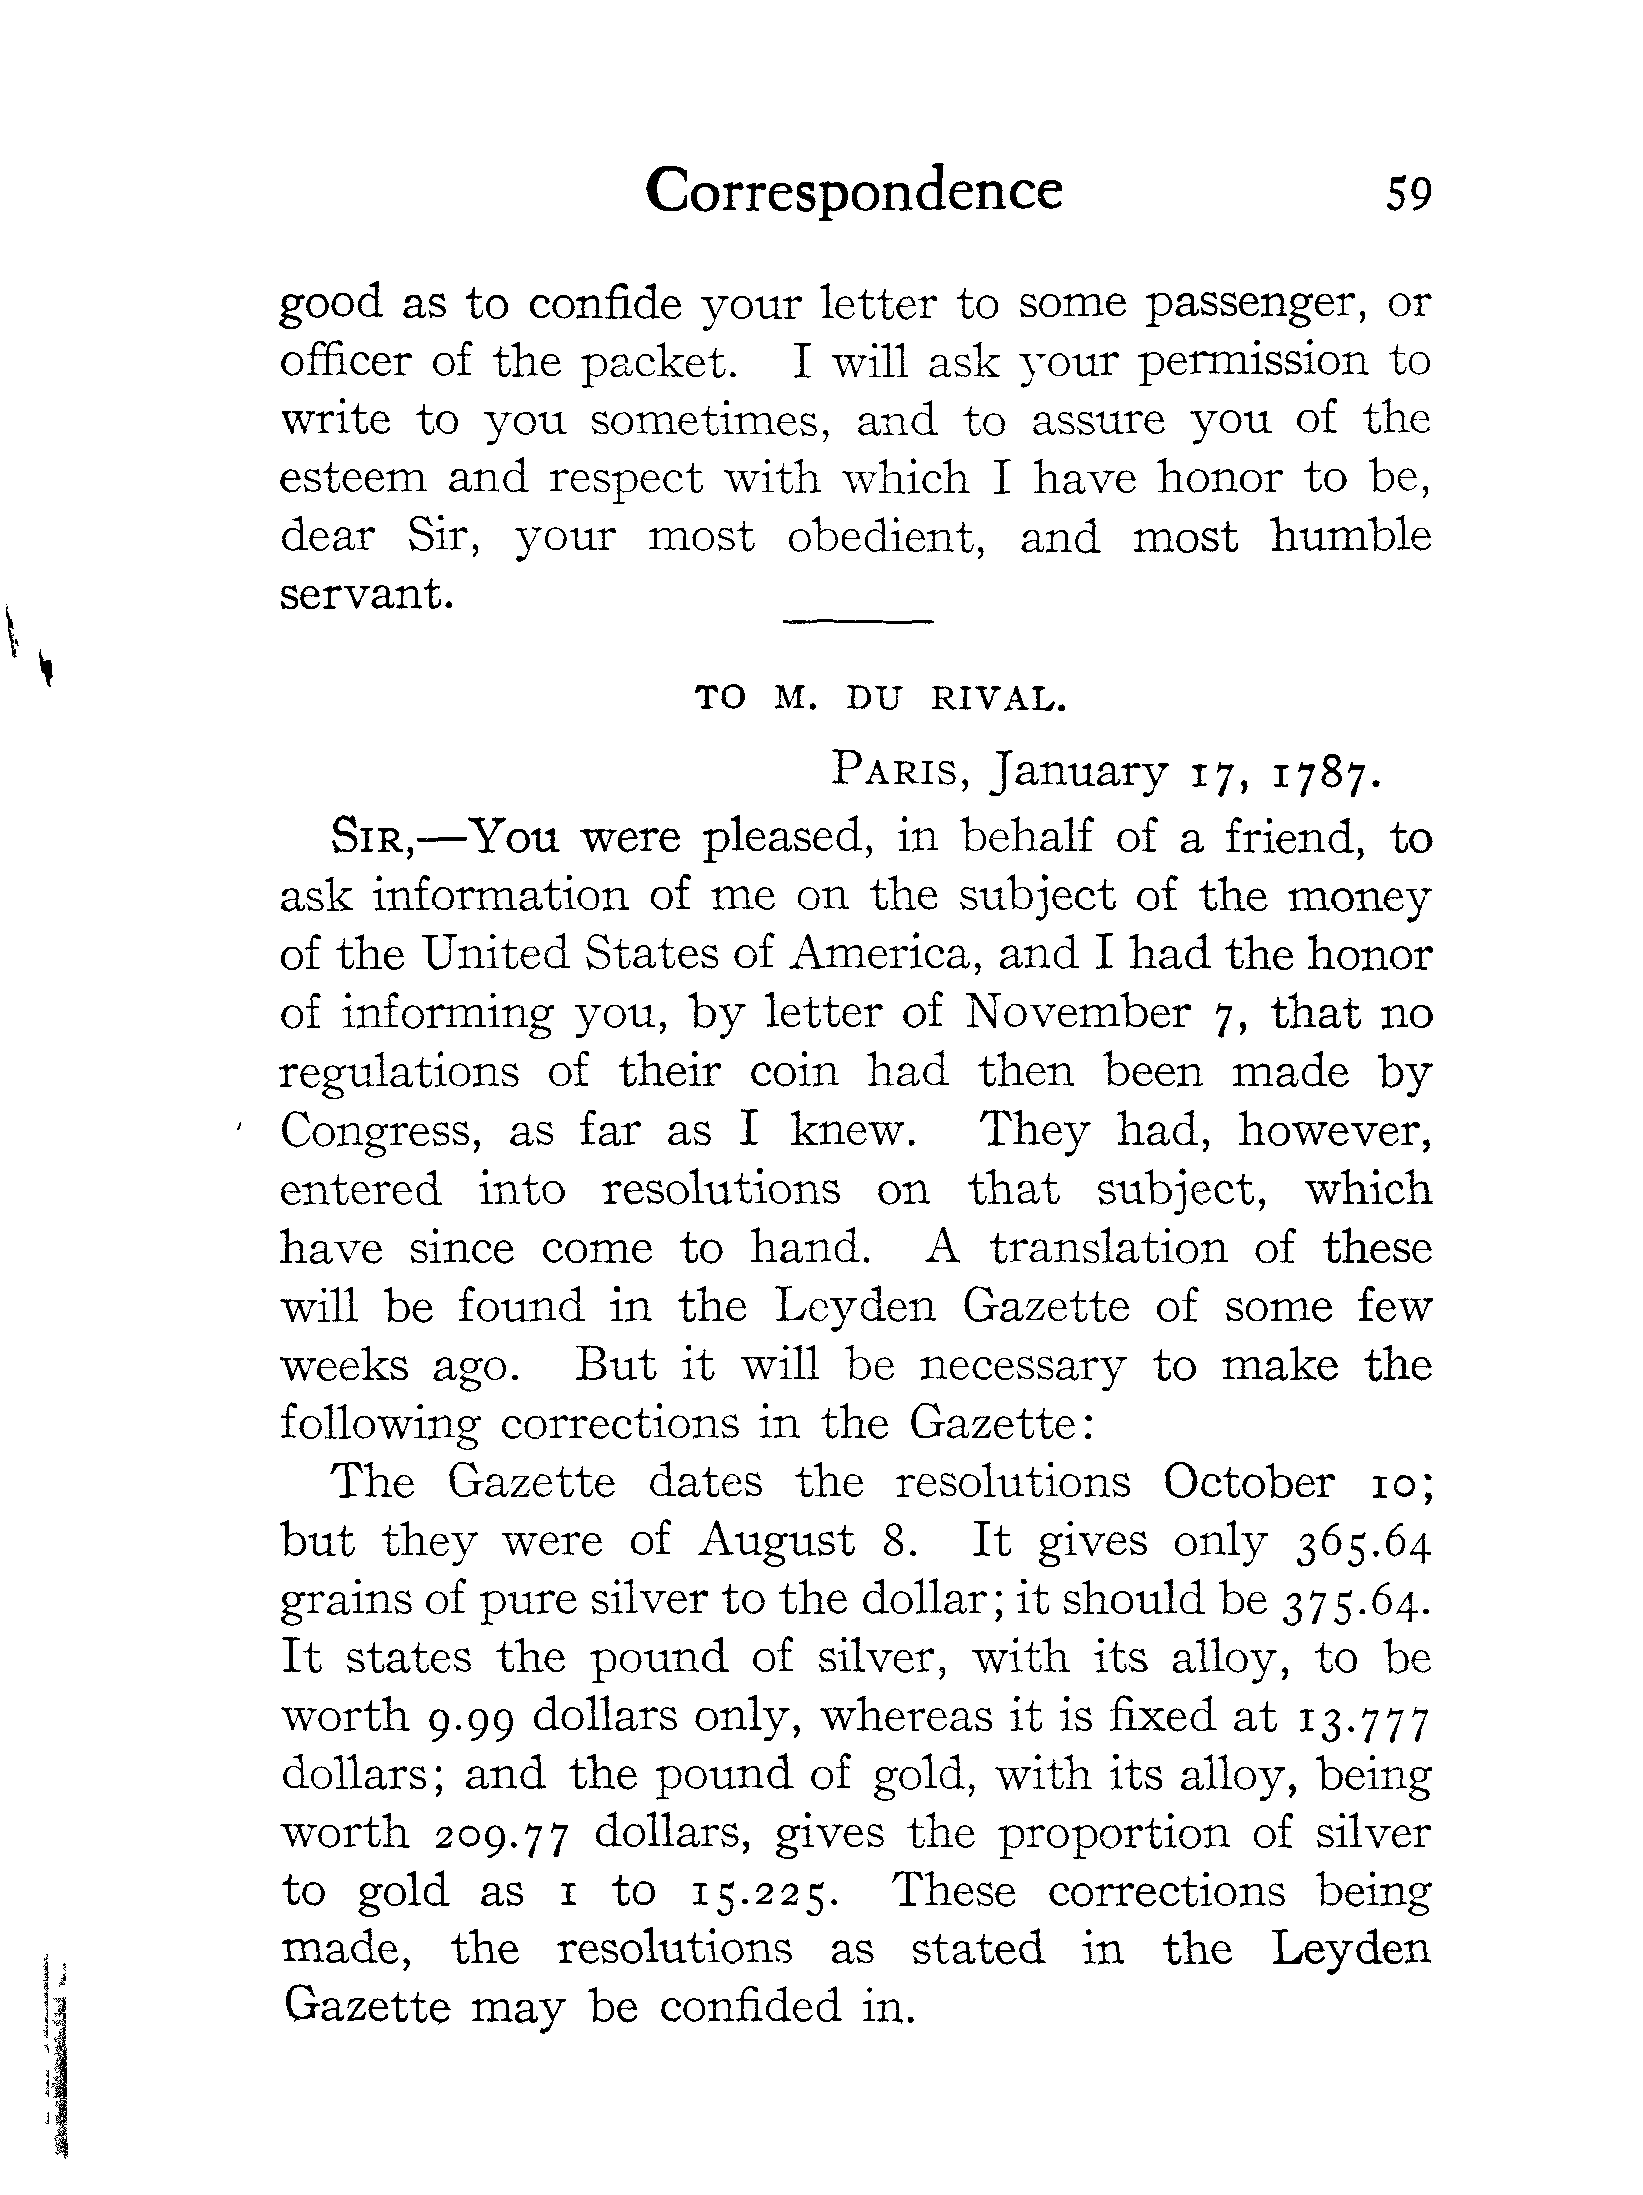 Correspondence 59
good as to confide your letter to some passenger, or
officer of the packet. I will ask your permission to
write to you sometimes, and to assure you of the
esteem and respect with which I have honor to be,
dear Sir, your most obedient, and most humble
servant.
TO M. DU RIVAL.
PARIS, January 17, 1787.
SIR,—You were pleased, in behalf of a friend, to
ask information of me on the subject of the money
of the United States of America, and I had the honor
of informing you, by letter of November 7, that no
regulations of their coin had then been made by
Congress, as far as I knew. They had, however,
entered into resolutions on that subject, which
have since come to hand. A translation of these
will be found in the Leyden Gazette of some few
weeks ago. But it will be necessary to make the
following corrections in the Gazette:
The Gazette dates the resolutions October 10;
but they were of August 8. It gives only 365.64
grains of pure silver to the dollar; it should be 375.64.
It states the pound of silver, with its alloy, to be
worth 9.99 dollars only, whereas it is fixed at 13.777
dollars; and the pound of gold, with its alloy, being
worth 209.77 dollars, gives the proportion of silver
to gold as 1 to 15.225. These corrections being
made, the resolutions as stated in the Leyden
Gazette may be confided in.